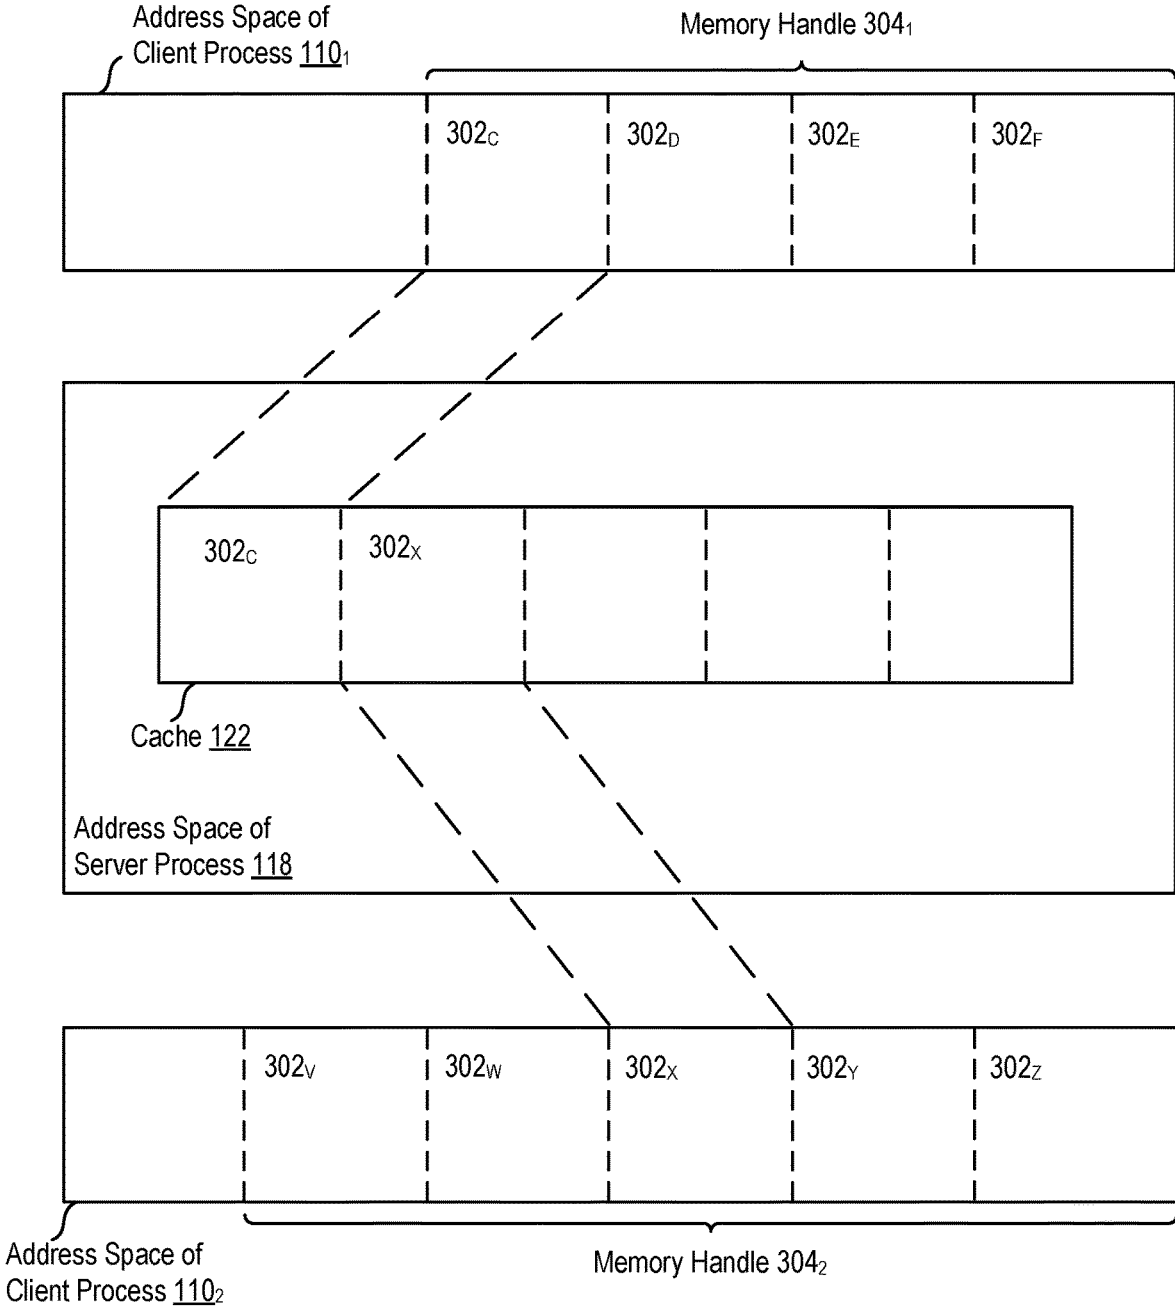 Address Space of
Client Process 110₁
Memory Handle 304₁
302C 302D 302E 302F
302C 302X
Cache 122
Address Space of
Server Process 118
302V 302W 302X 302Y 302Z
Address Space of
Client Process 110₂
Memory Handle 304₂